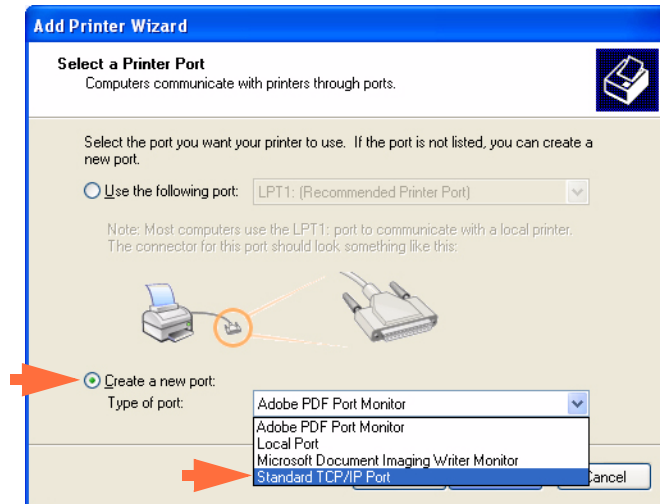 Add Printer Wizard
Select a Printer Port
Computers communicate with printers through ports.
Select the port you want your printer to use. If the port is not listed, you can create a
new port.
Use the following port: LPT1: (Recommended Printer Port)
Note: Most computers use the LPT1: port to communicate with a local printer.
The connector for this port should look something like this:
Create a new port:
Type of port: Adobe PDF Port Monitor
Adobe PDF Port Monitor
Local Port
Microsoft Document Imaging Writer Monitor
Standard TCP/IP Port
Cancel